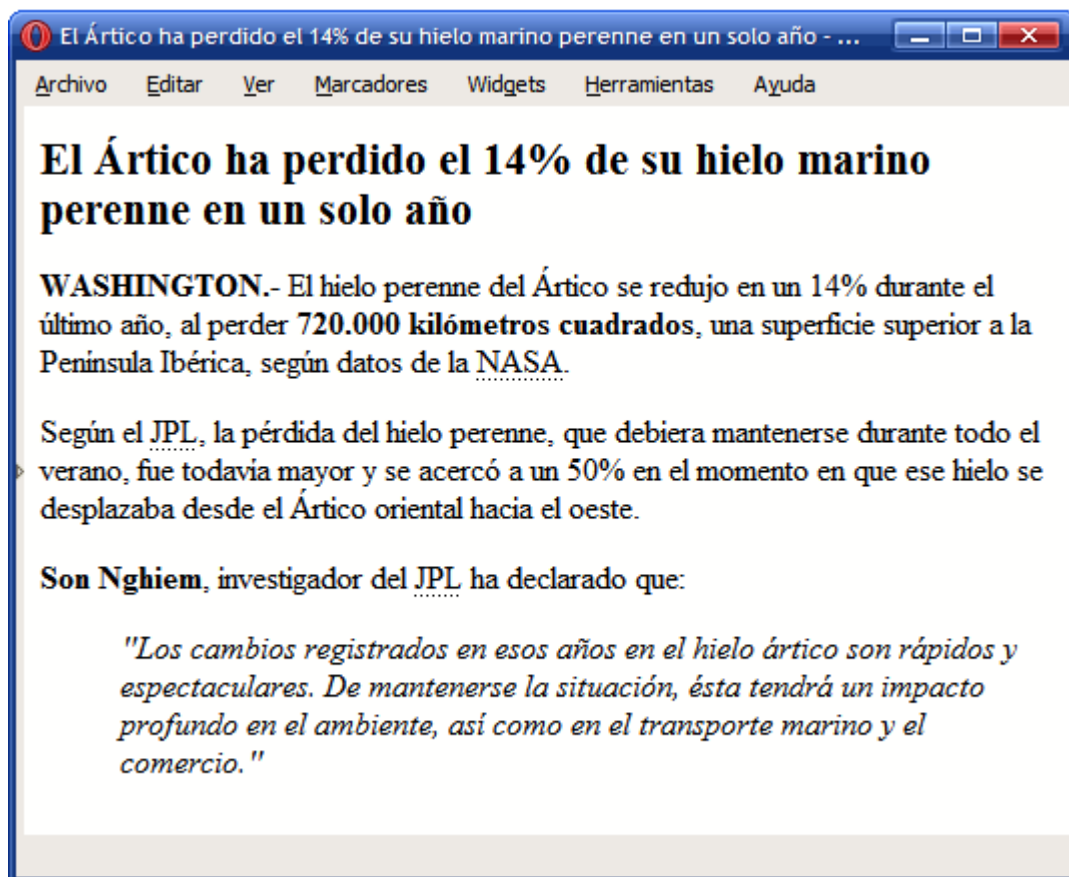 El Ártico ha perdido el 14% de su hielo marino perenne en un solo año - ...
Archivo Editar Ver Marcadores Widgets Herramientas Ayuda
El Ártico ha perdido el 14% de su hielo marino
perenne en un solo año
WASHINGTON.- El hielo perenne del Ártico se redujo en un 14% durante el
último año, al perder 720.000 kilómetros cuadrados, una superficie superior a la
Península Ibérica, según datos de la NASA.
Según el JPL, la pérdida del hielo perenne, que debiera mantenerse durante todo el
verano, fue todavía mayor y se acercó a un 50% en el momento en que ese hielo se
desplazaba desde el Ártico oriental hacia el oeste.
Son Nghiem, investigador del JPL ha declarado que:
"Los cambios registrados en esos años en el hielo ártico son rápidos y
espectaculares. De mantenerse la situación, ésta tendrá un impacto
profundo en el ambiente, así como en el transporte marino y el
comercio."